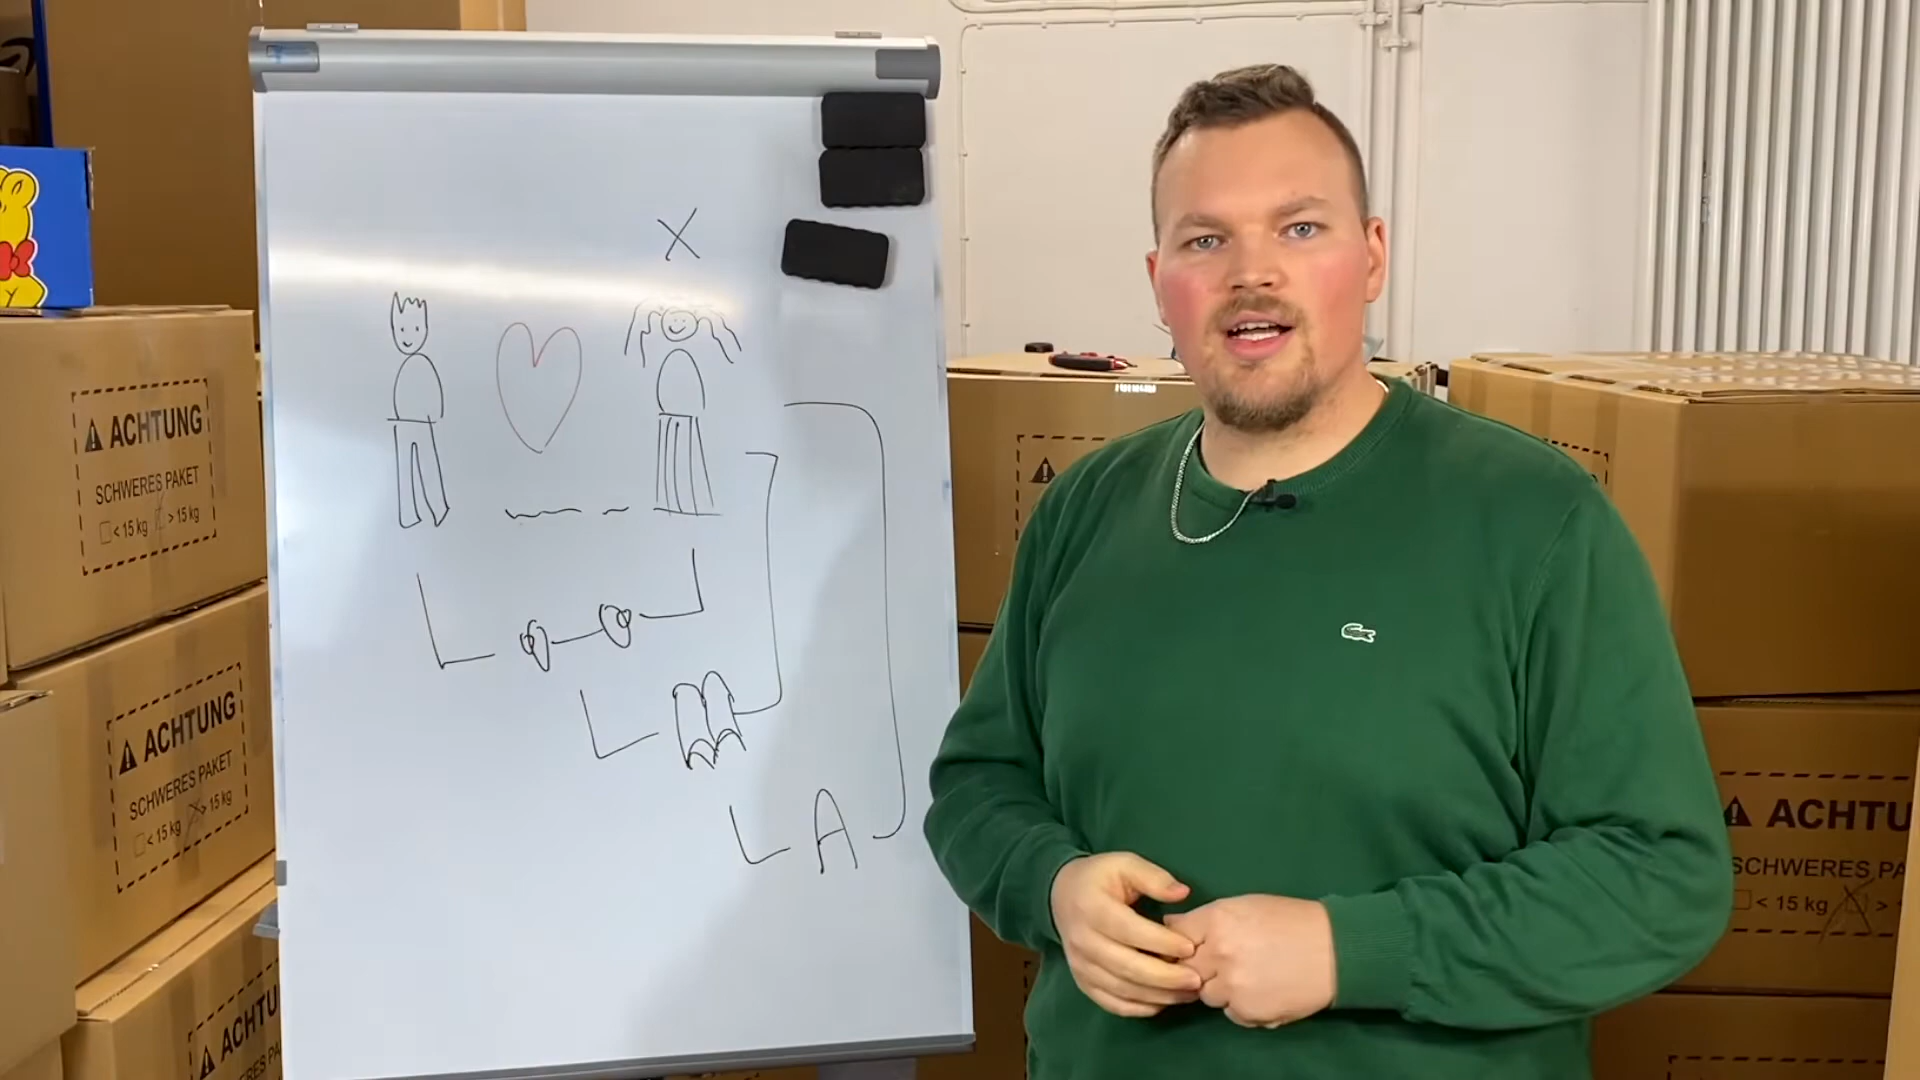 X
A
Y
ACHTUNG
SCHWERES PAKET
< 15 kg > 15 kg
ACHTUNG
SCHWERES PAKET
< 15 kg > 15 kg
ACHTU
ACHTU
SCHWERES PA
< 15 kg >